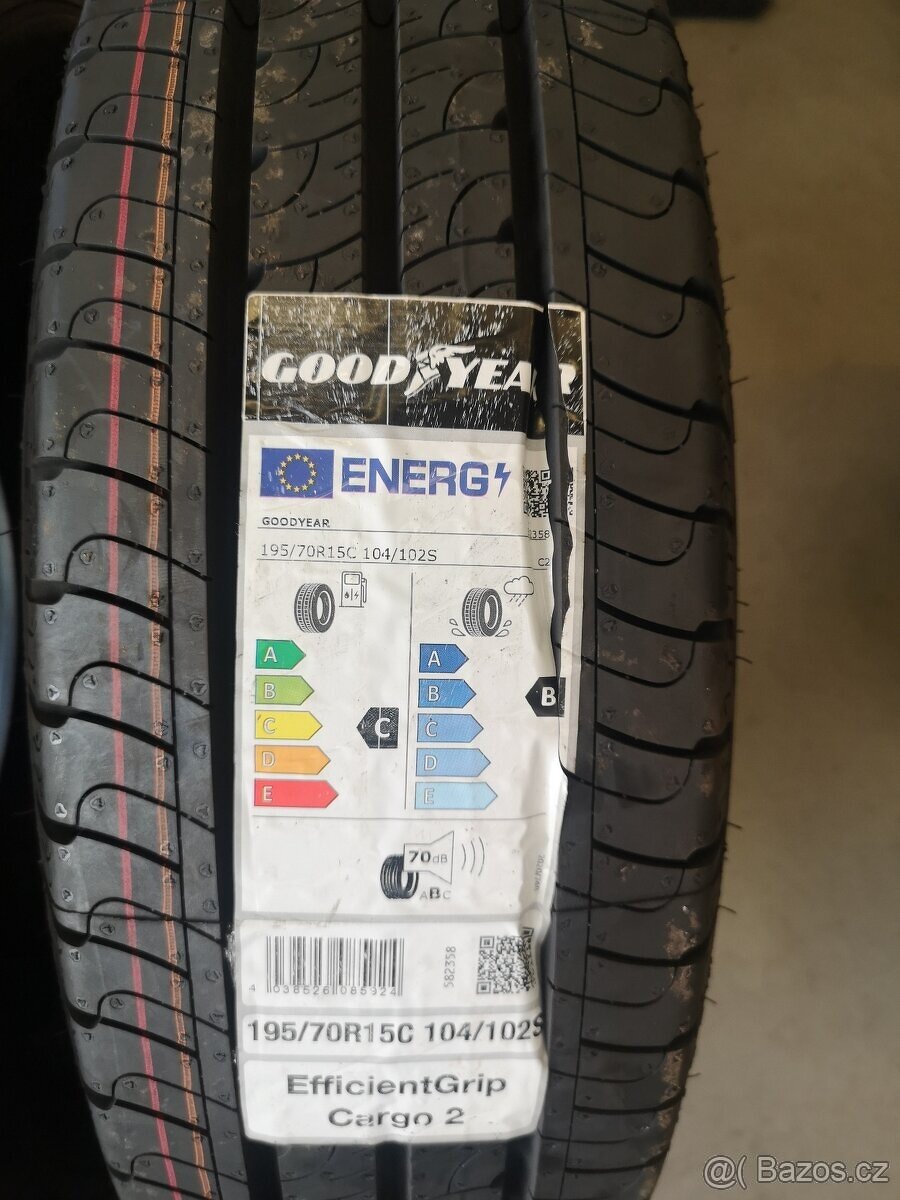 GOODYEAR
ENERG
GOODYEAR
195/70R15C 104/102S
C2
A
B
C
D
E
C
A
B
C
D
E
B
70dB
ABC
4 038526 085924
582358
195/70R15C 104/102S
EfficientGrip
Cargo 2
@( Bazos.cz